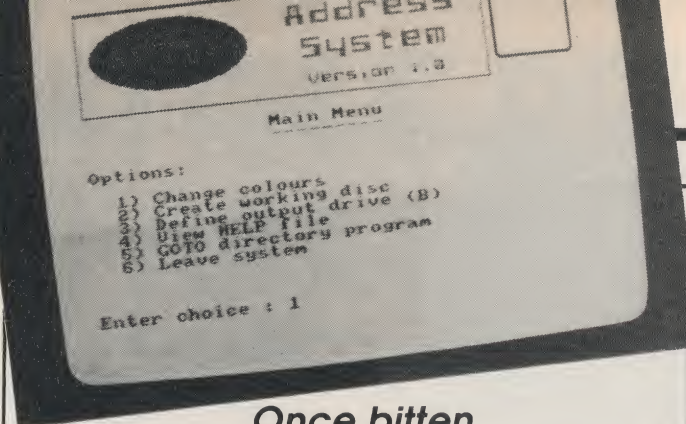 Address
System
Version 1.0
Main Menu
Options:
1) Change colours
2) Create working disc
3) Define output drive (B)
4) View HELP file
5) GOTO directory program
6) Leave system
Enter choice : 1
Once bitten